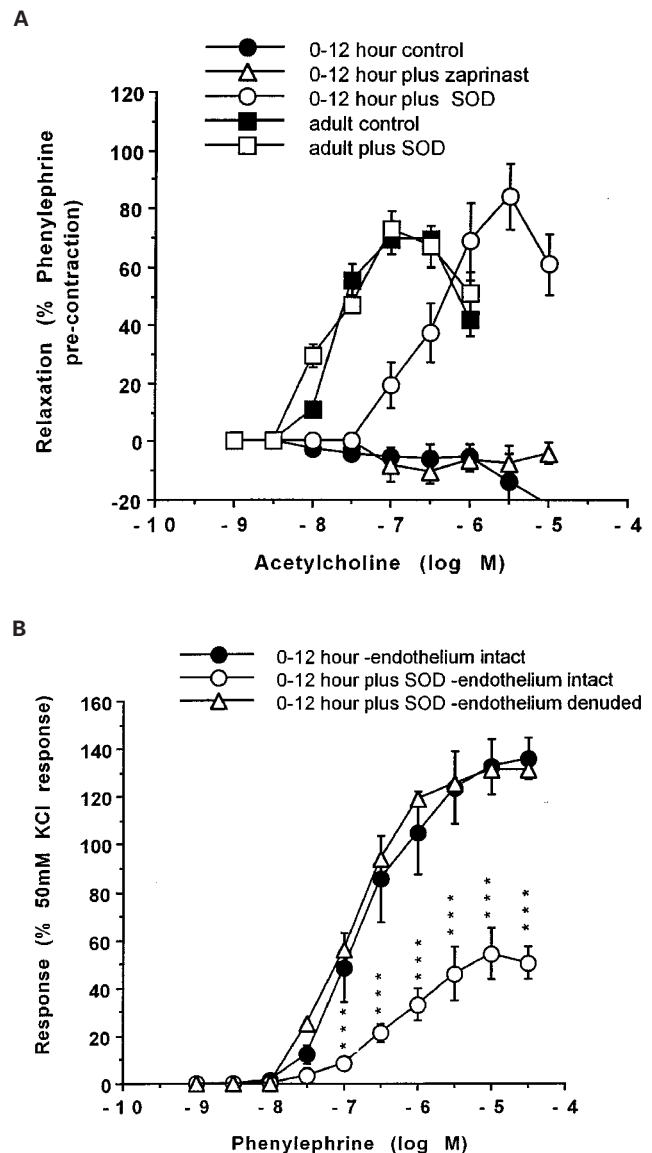 A
0-12 hour control
0-12 hour plus zaprinast
0-12 hour plus SOD
adult control
adult plus SOD
Relaxation (% Phenylephrine
pre-contraction)
120
100
80
60
40
20
0
-20
-10
-9
-8
-7
-6
-5
-4
Acetylcholine (log M)
B
0-12 hour -endothelium intact
0-12 hour plus SOD -endothelium intact
0-12 hour plus SOD -endothelium denuded
Response (% 50mM KCl response)
160
140
120
100
80
60
40
20
0
***
***
***
***
***
***
-10
-9
-8
-7
-6
-5
-4
Phenylephrine (log M)